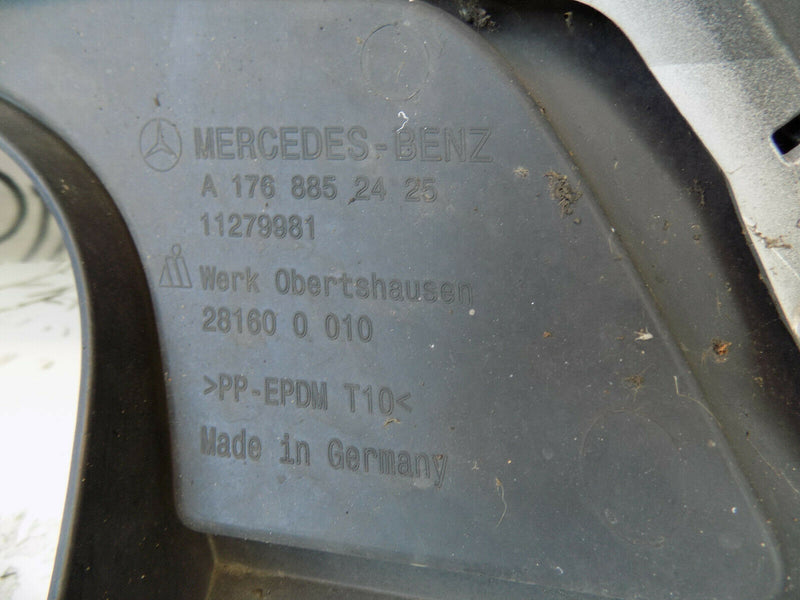 MERCEDES-BENZ
A 176 885 24 25
11279981
Werk Obertshausen
28160 0 010
>PP-EPDM T10<
Made in Germany